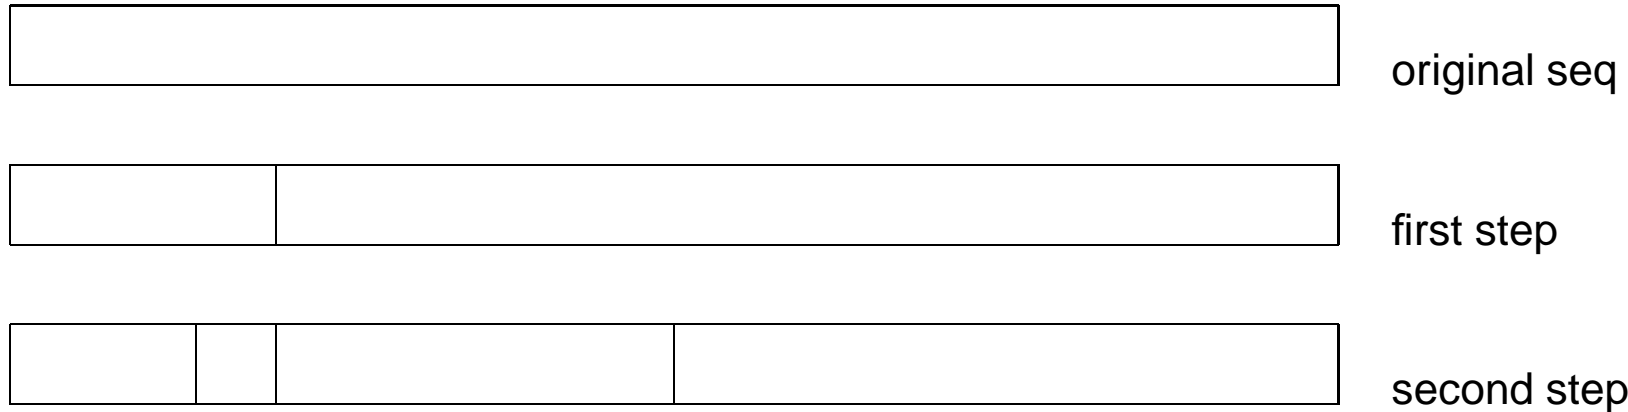 original seq
first step
second step